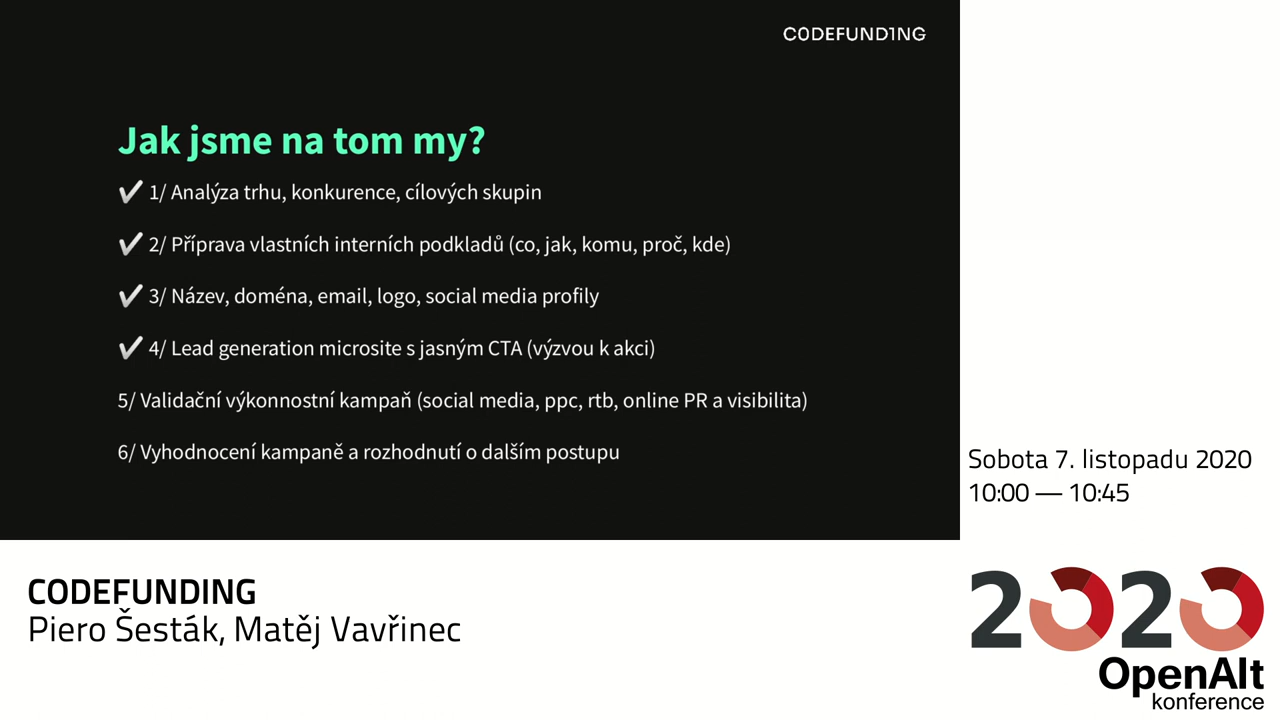 C0DEFUND1NG
Jak jsme na tom my?
✔ 1/ Analýza trhu, konkurence, cílových skupin
✔ 2/ Příprava vlastních interních podkladů (co, jak, komu, proč, kde)
✔ 3/ Název, doména, email, logo, social media profily
✔ 4/ Lead generation microsite s jasným CTA (výzvou k akci)
5/ Validační výkonnostní kampaň (social media, ppc, rtb, online PR a visibilita)
6/ Vyhodnocení kampaně a rozhodnutí o dalším postupu
Sobota 7. listopadu 2020
10:00 — 10:45
CODEFUNDING
Piero Šesták, Matěj Vavřinec
2020
OpenAlt
konference